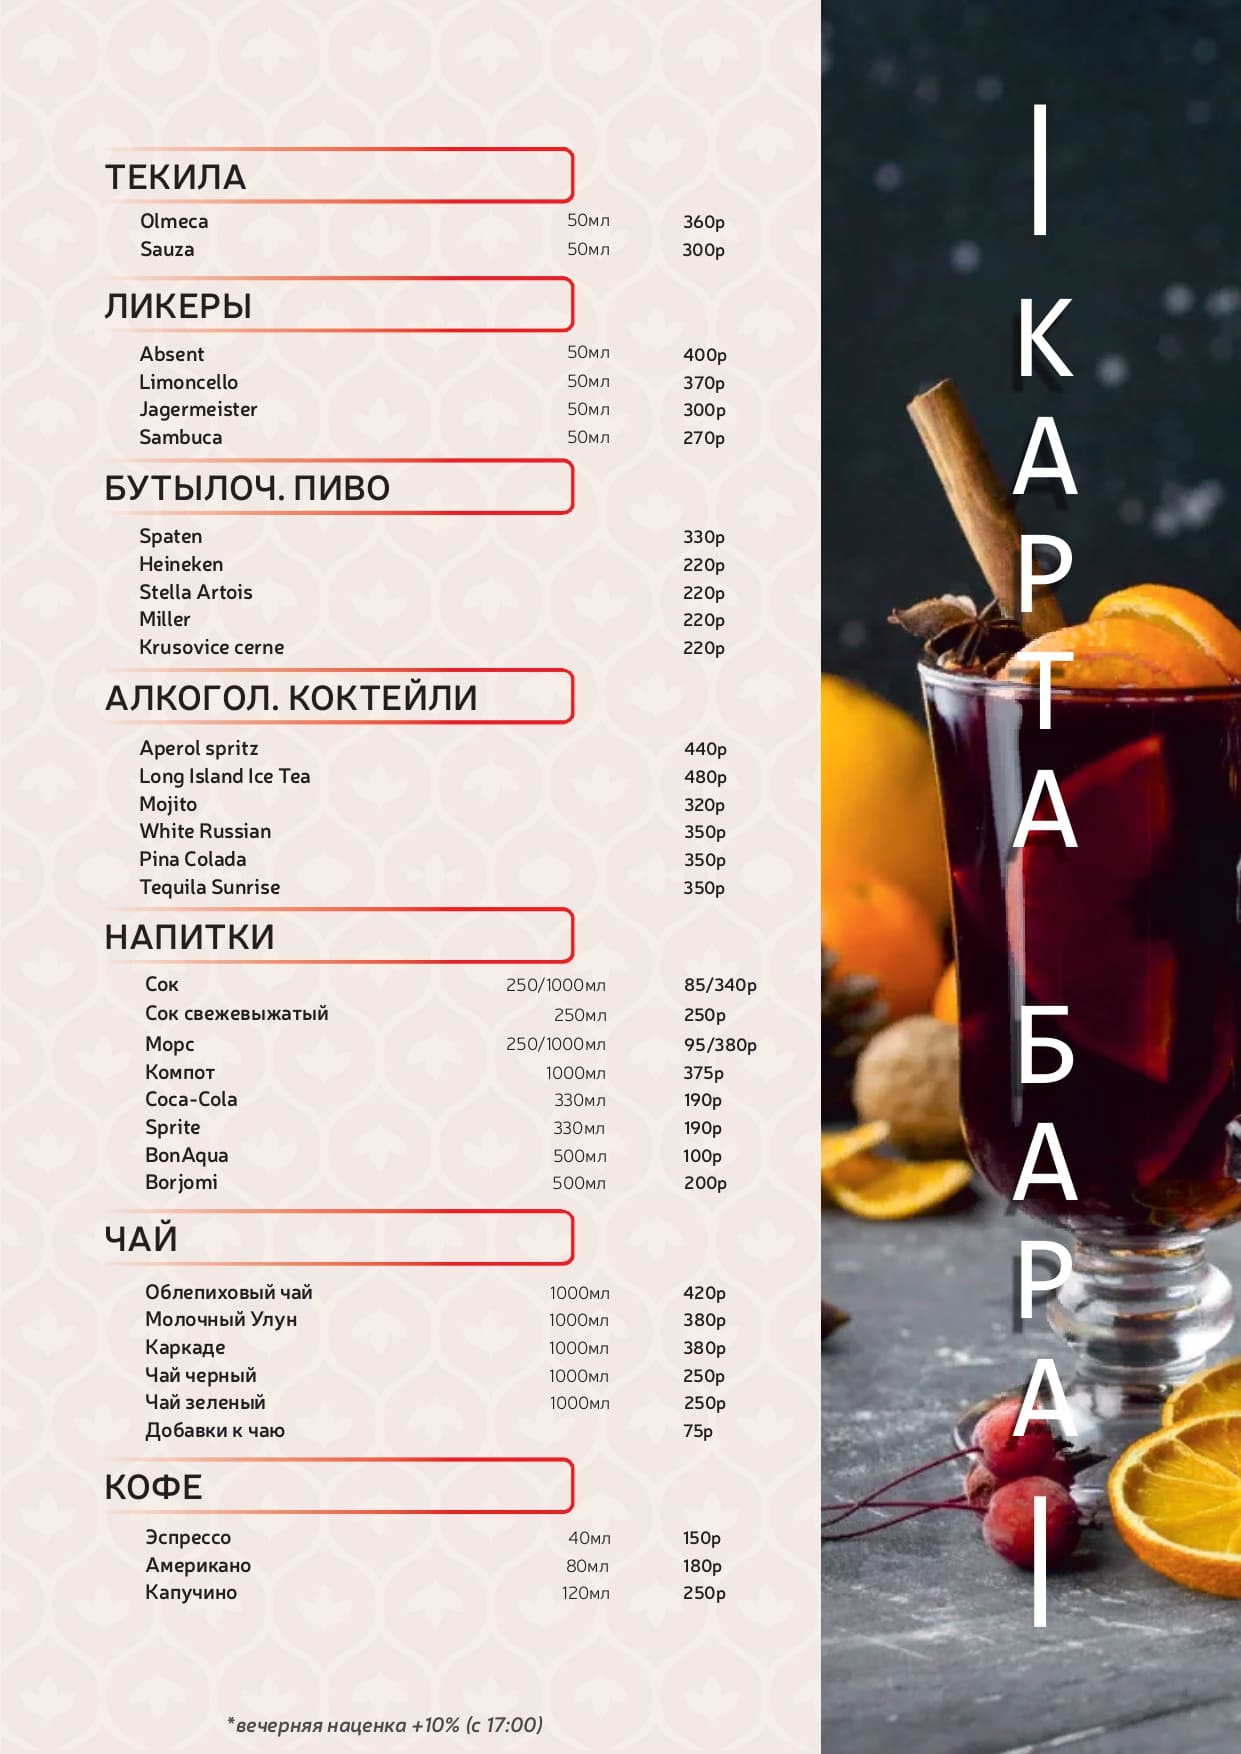 ТЕКИЛА
Olmeca 50мл 360р
Sauza 50мл 300р
ЛИКЕРЫ
Absent 50мл 400р
Limoncello 50мл 370р
Jagermeister 50мл 300р
Sambuca 50мл 270р
БУТЫЛОЧ. ПИВО
Spaten 330р
Heineken 220р
Stella Artois 220р
Miller 220р
Krusovice cerne 220р
АЛКОГОЛ. КОКТЕЙЛИ
Aperol spritz 440р
Long Island Ice Tea 480р
Mojito 320р
White Russian 350р
Pina Colada 350р
Tequila Sunrise 350р
НАПИТКИ
Сок 250/1000мл 85/340р
Сок свежевыжатый 250мл 250р
Морс 250/1000мл 95/380р
Компот 1000мл 375р
Coca-Cola 330мл 190р
Sprite 330мл 190р
BonAqua 500мл 100р
Borjomi 500мл 200р
ЧАЙ
Облепиховый чай 1000мл 420р
Молочный Улун 1000мл 380р
Каркаде 1000мл 380р
Чай черный 1000мл 250р
Чай зеленый 1000мл 250р
Добавки к чаю 75р
КОФЕ
Эспрессо 40мл 150р
Американо 80мл 180р
Капучино 120мл 250р
*вечерняя наценка +10% (с 17:00)
| КАРТА БАРА |